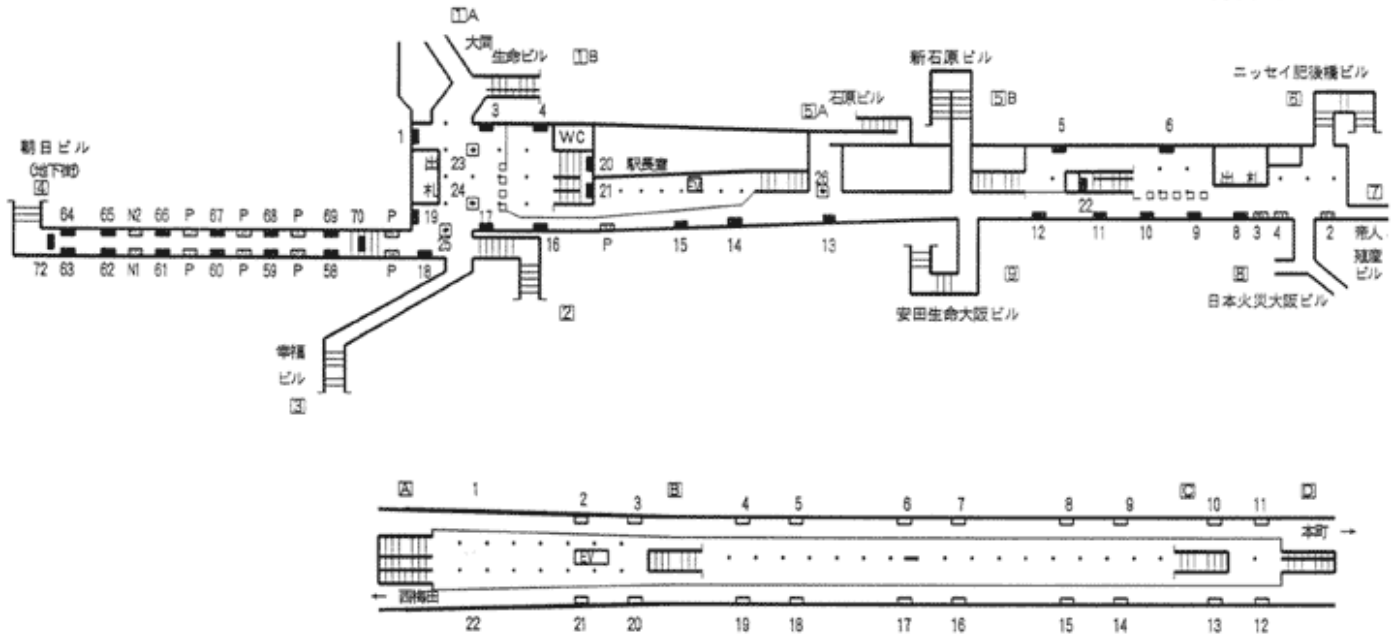 1A
大同
生命ビル
1B
新石原ビル
5A
石原ビル
5B
ニッセイ肥後橋ビル
6
朝日ビル
(地下街)
4
1
3
4
WC
出
札
23
24
20
駅長室
21
EV
26
5
6
22
出 札
7
64 65 N2 66 P 67 P 68 P 69 70 P 19
25
17
16
P
15
14
13
12
11
10
9
8
3
4
2
帝人
殖産
ビル
72 63 62 N1 61 P 60 P 59 P 58 P 18
2
9
8
安田生命大阪ビル
日本火災大阪ビル
幸福
ビル
3
A 1 2 3 B 4 5 6 7 8 9 C 10 11 D
本町 →
EV
← 西梅田
22 21 20 19 18 17 16 15 14 13 12